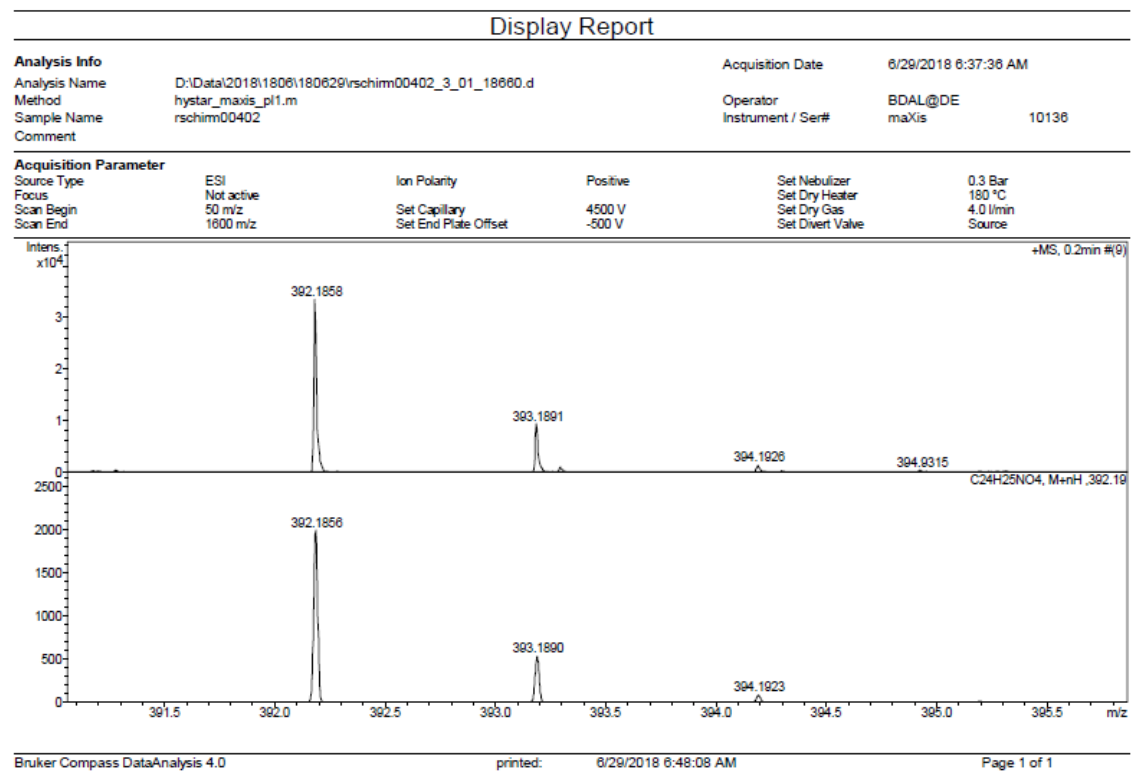 Display Report
Analysis Info Acquisition Date 6/29/2018 6:37:36 AM
Analysis Name D:\Data\2018\1806\180629\rschirm00402_3_01_18660.d
Method hystar_maxis_pl1.m Operator BDAL@DE
Sample Name rschirm00402 Instrument / Ser# maXis 10136
Comment
Acquisition Parameter
Source Type ESI Ion Polarity Positive Set Nebulizer 0.3 Bar
Focus Not active Set Dry Heater 180 °C
Scan Begin 50 m/z Set Capillary 4500 V Set Dry Gas 4.0 l/min
Scan End 1600 m/z Set End Plate Offset -500 V Set Divert Valve Source
Intens. +MS, 0.2min #(9)
x10⁴
392.1858
3
2
1
393.1891
394.1926
394.9315
0
C24H25NO4, M+nH ,392.19
2500
392.1856
2000
1500
1000
393.1890
500
394.1923
0
391.5 392.0 392.5 393.0 393.5 394.0 394.5 395.0 395.5 m/z
Bruker Compass DataAnalysis 4.0 printed: 6/29/2018 6:48:08 AM Page 1 of 1